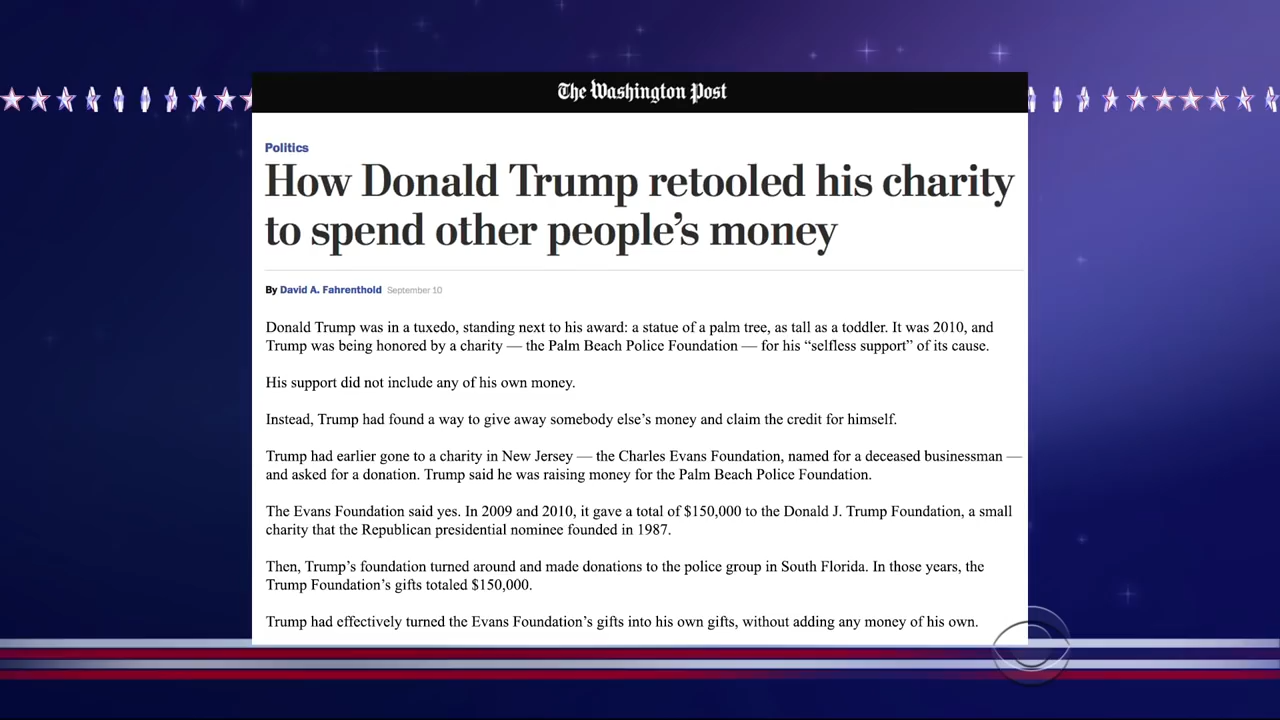 The Washington Post
Politics
How Donald Trump retooled his charity
to spend other people’s money
By David A. Fahrenthold September 10
Donald Trump was in a tuxedo, standing next to his award: a statue of a palm tree, as tall as a toddler. It was 2010, and
Trump was being honored by a charity — the Palm Beach Police Foundation — for his “selfless support” of its cause.
His support did not include any of his own money.
Instead, Trump had found a way to give away somebody else’s money and claim the credit for himself.
Trump had earlier gone to a charity in New Jersey — the Charles Evans Foundation, named for a deceased businessman —
and asked for a donation. Trump said he was raising money for the Palm Beach Police Foundation.
The Evans Foundation said yes. In 2009 and 2010, it gave a total of $150,000 to the Donald J. Trump Foundation, a small
charity that the Republican presidential nominee founded in 1987.
Then, Trump’s foundation turned around and made donations to the police group in South Florida. In those years, the
Trump Foundation’s gifts totaled $150,000.
Trump had effectively turned the Evans Foundation’s gifts into his own gifts, without adding any money of his own.